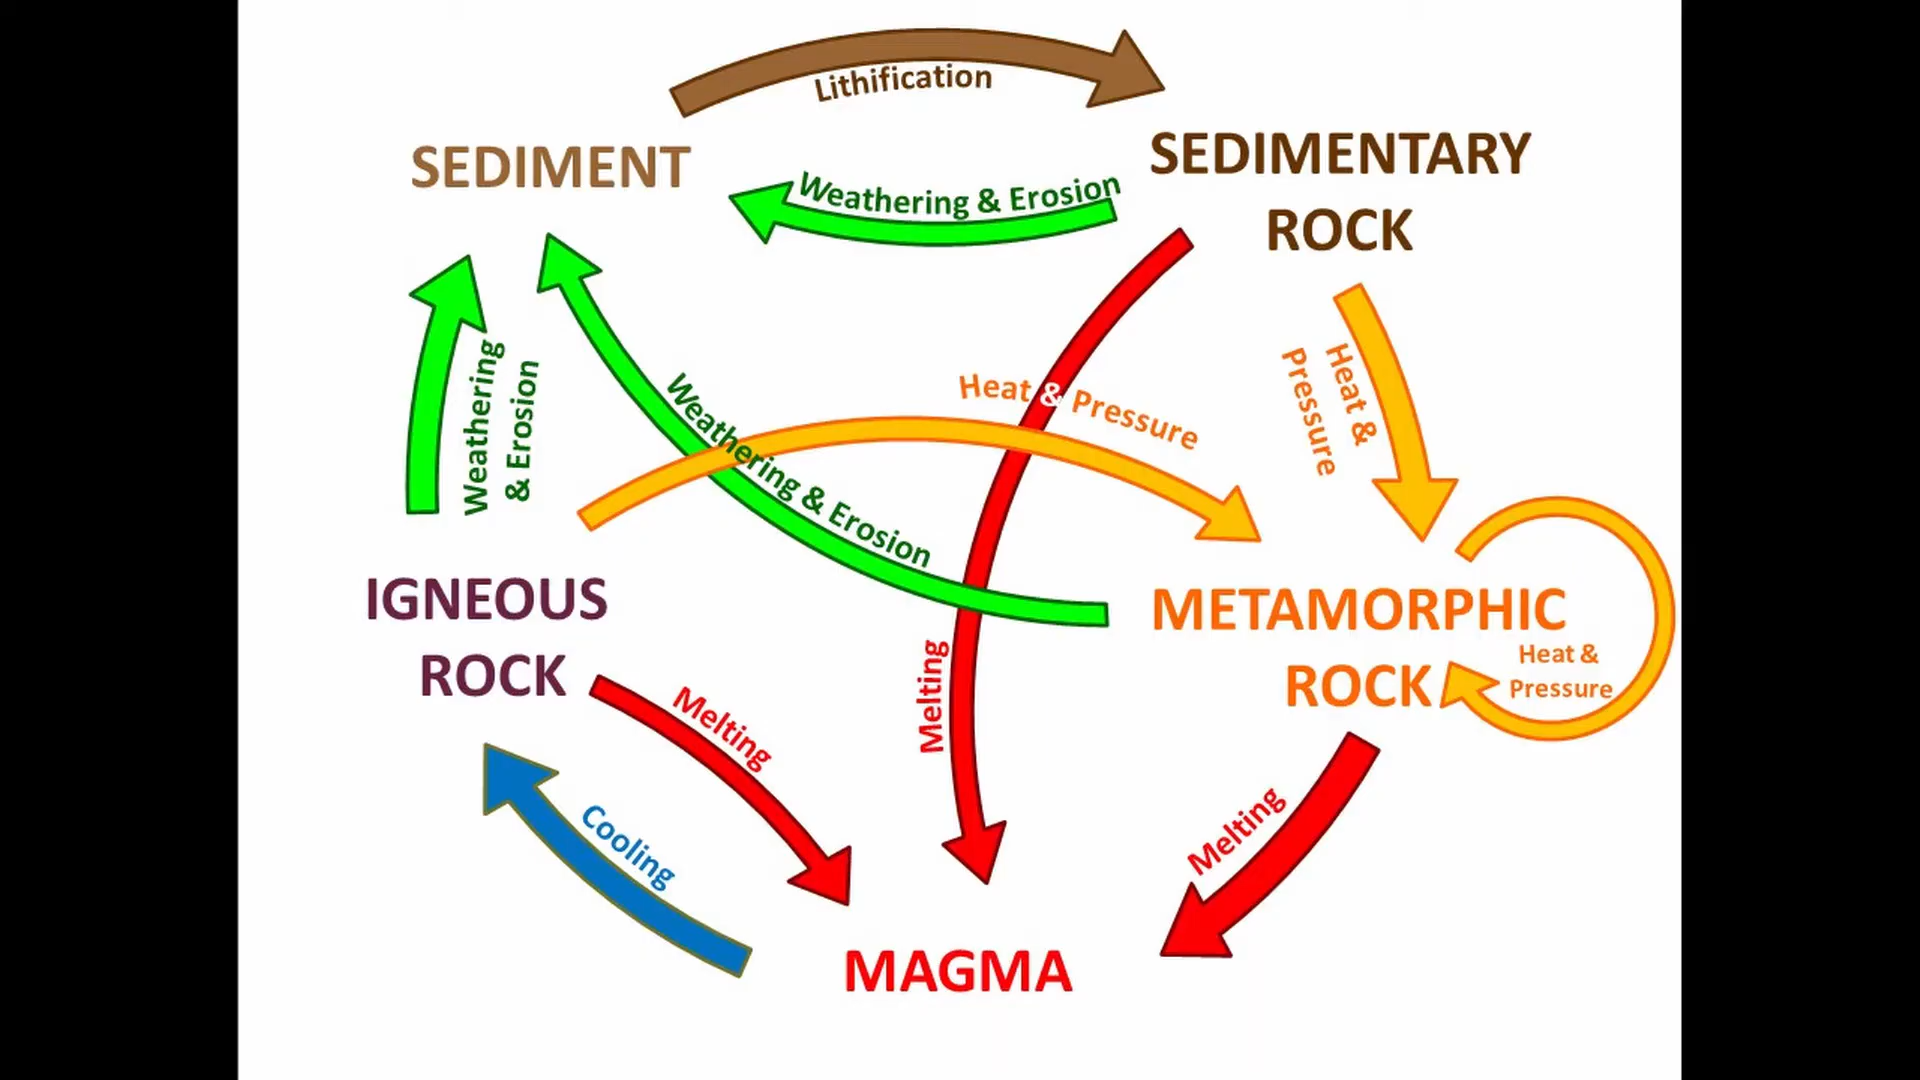 Lithification
SEDIMENT
SEDIMENTARY
ROCK
Weathering & Erosion
Weathering
& Erosion
Weathering & Erosion
Heat & Pressure
Heat &
Pressure
IGNEOUS
ROCK
METAMORPHIC
ROCK
Heat &
Pressure
Melting
Melting
Melting
Cooling
MAGMA